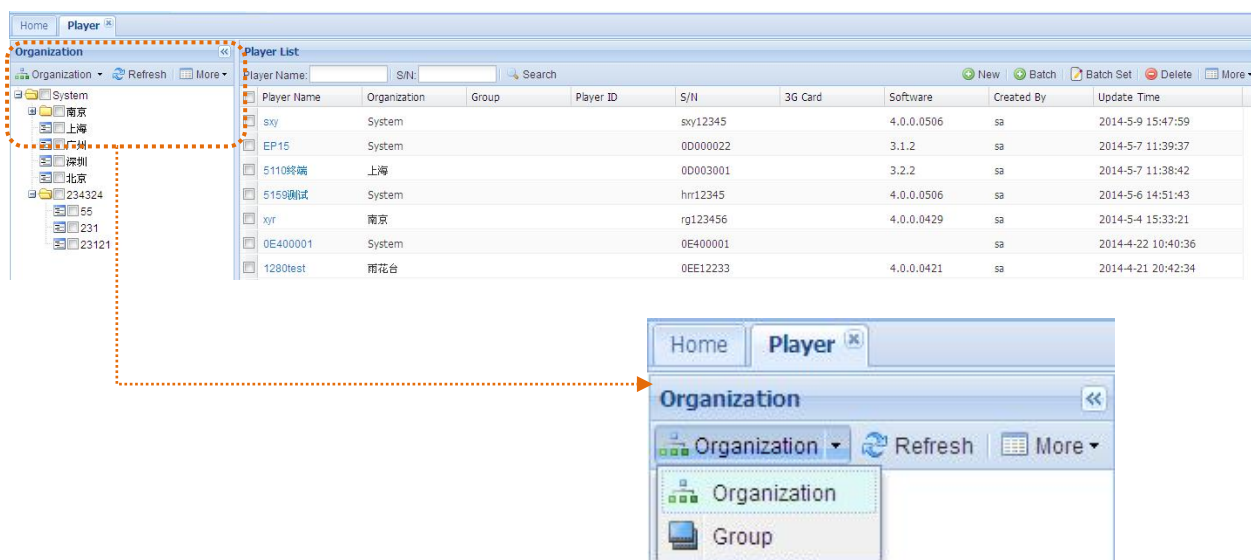 Home Player
Organization Player List
Organization Refresh More Player Name: S/N: Search New Batch Batch Set Delete More
System Player Name Organization Group Player ID S/N 3G Card Software Created By Update Time
南京
上海 sxy System sxy12345 4.0.0.0506 sa 2014-5-9 15:47:59
广州 EP15 System 0D000022 3.1.2 sa 2014-5-7 11:39:37
深圳
北京 5110终端 上海 0D003001 3.2.2 sa 2014-5-7 11:38:42
234324 5159测试 System hrr12345 4.0.0.0506 sa 2014-5-6 14:51:43
55 xyr 南京 rg123456 4.0.0.0429 sa 2014-5-4 15:33:21
231
23121 0E400001 System 0E400001 sa 2014-4-22 10:40:36
1280test 雨花台 0EE12233 4.0.0.0421 sa 2014-4-21 20:42:34
Home Player
Organization
Organization Refresh More
Organization
Group